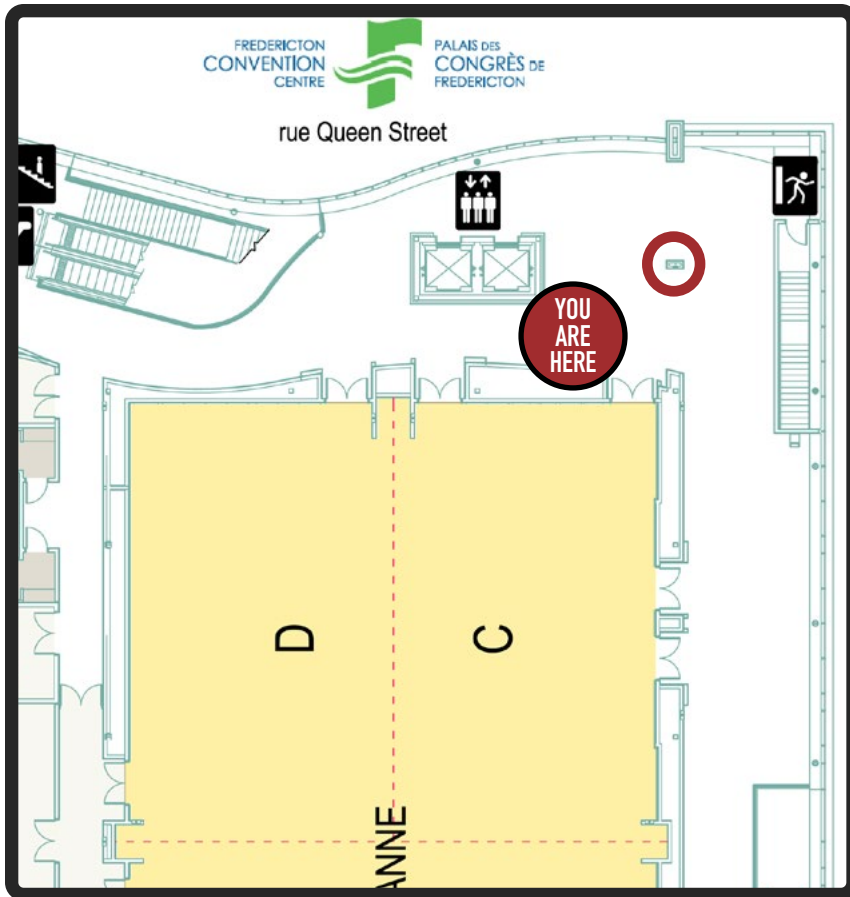 FREDERICTON
CONVENTION
CENTRE
PALAIS DES
CONGRÈS DE
FREDERICTON
rue Queen Street
YOU
ARE
HERE
D
C
ANNE